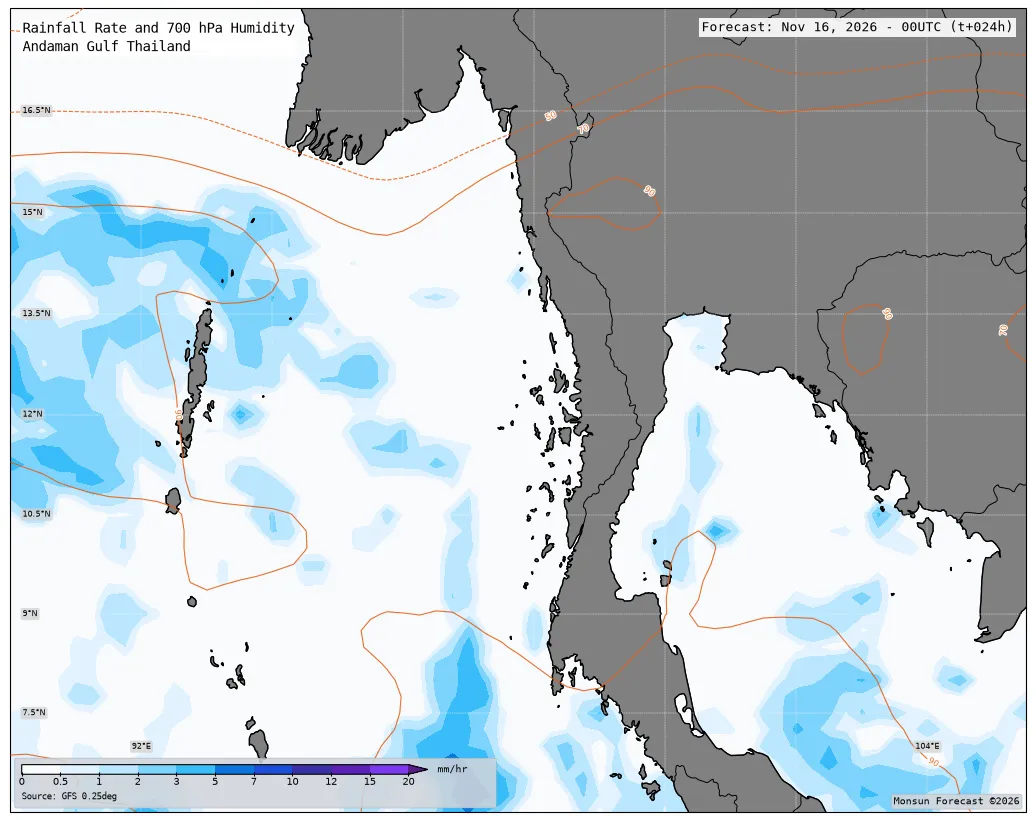 Rainfall Rate and 700 hPa Humidity
Andaman Gulf Thailand
Forecast: Nov 16, 2026 - 00UTC (t+024h)
16.5°N
50
70
90
15°N
13.5°N
90
70
12°N
90
10.5°N
9°N
7.5°N
92°E
104°E
90
mm/hr
0 0.5 1 2 3 5 7 10 12 15 20
Source: GFS 0.25deg
Monsun Forecast ©2026